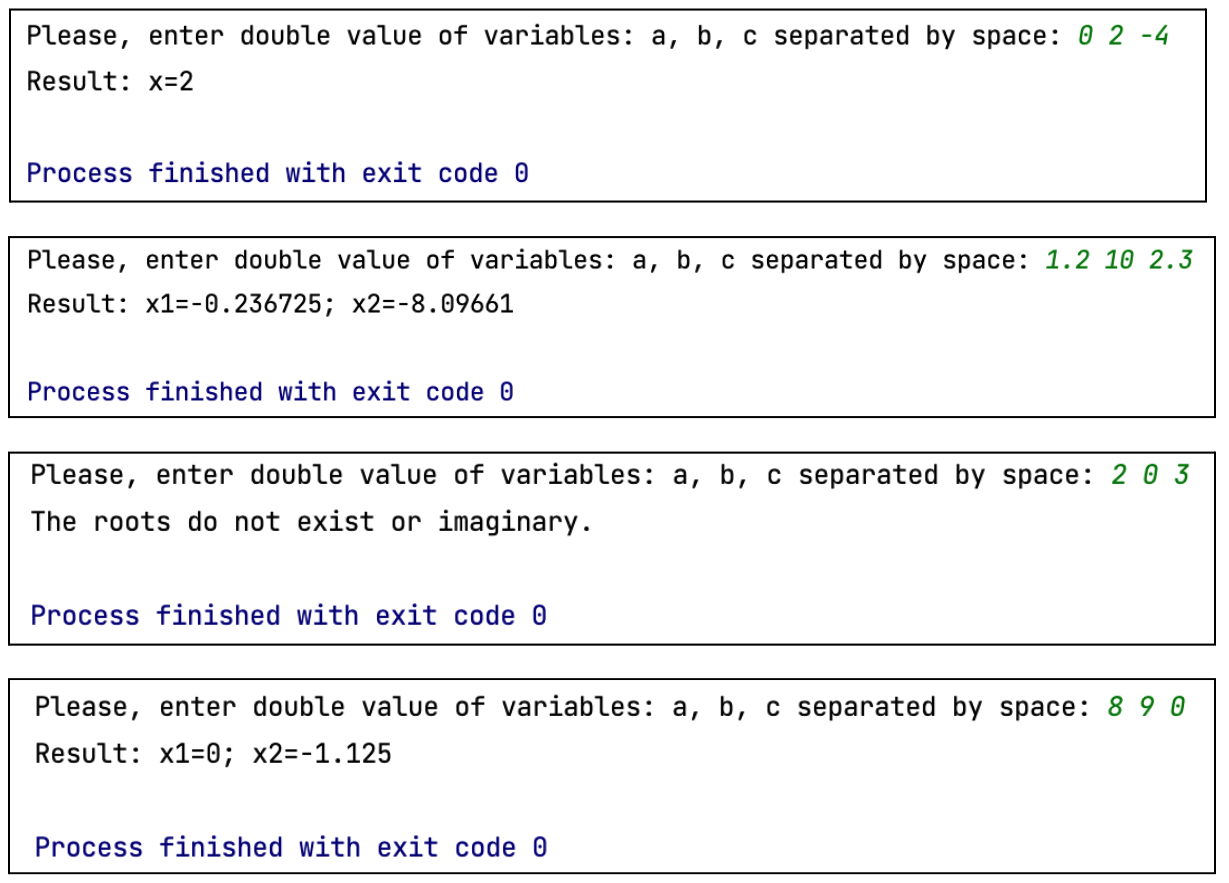 Please, enter double value of variables: a, b, c separated by space: 0 2 -4
Result: x=2
Process finished with exit code 0
Please, enter double value of variables: a, b, c separated by space: 1.2 10 2.3
Result: x1=-0.236725; x2=-8.09661
Process finished with exit code 0
Please, enter double value of variables: a, b, c separated by space: 2 0 3
The roots do not exist or imaginary.
Process finished with exit code 0
Please, enter double value of variables: a, b, c separated by space: 8 9 0
Result: x1=0; x2=-1.125
Process finished with exit code 0